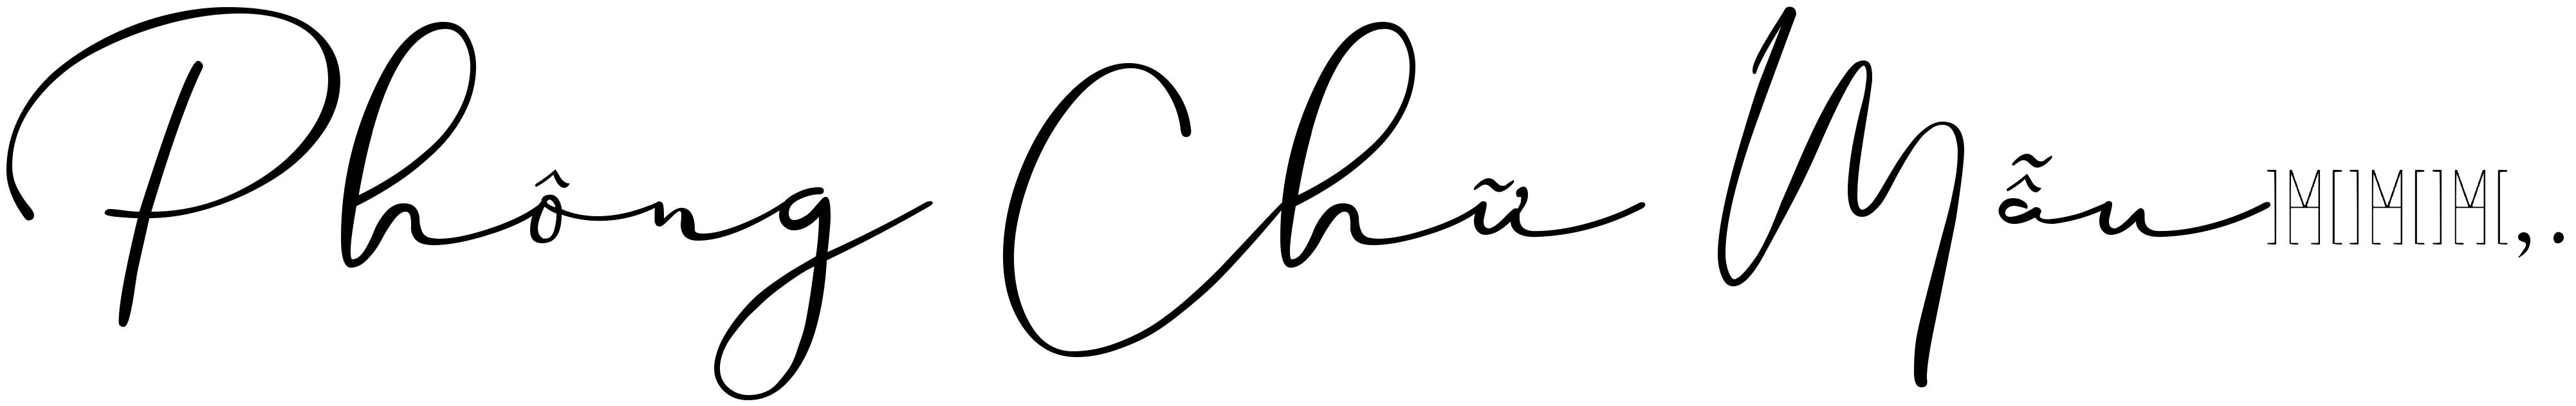 Phông Chữ Mẫu,.